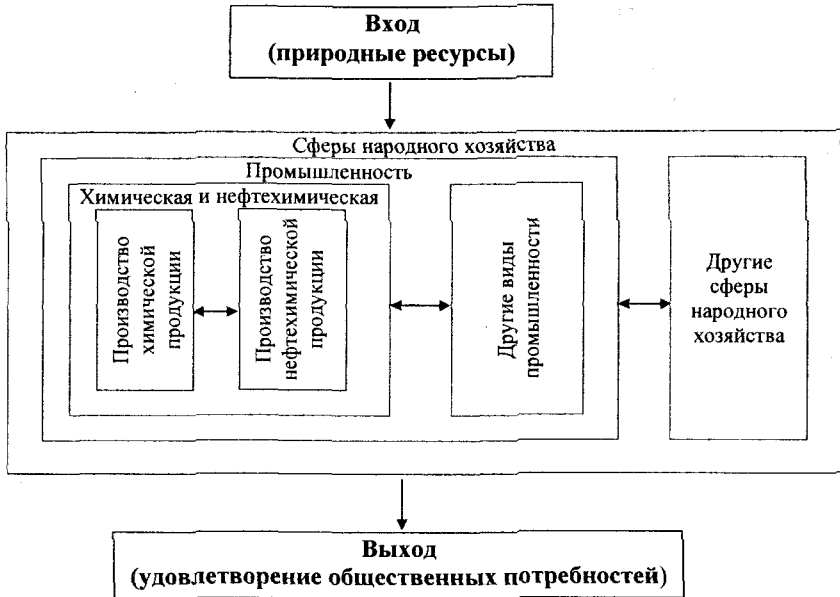 Вход
(природные ресурсы)
Сферы народного хозяйства
Промышленность
Химическая и нефтехимическая
Производство
химической
продукции
Производство
нефтехимической
продукции
Другие виды
промышленности
Другие
сферы
народного
хозяйства
Выход
(удовлетворение общественных потребностей)